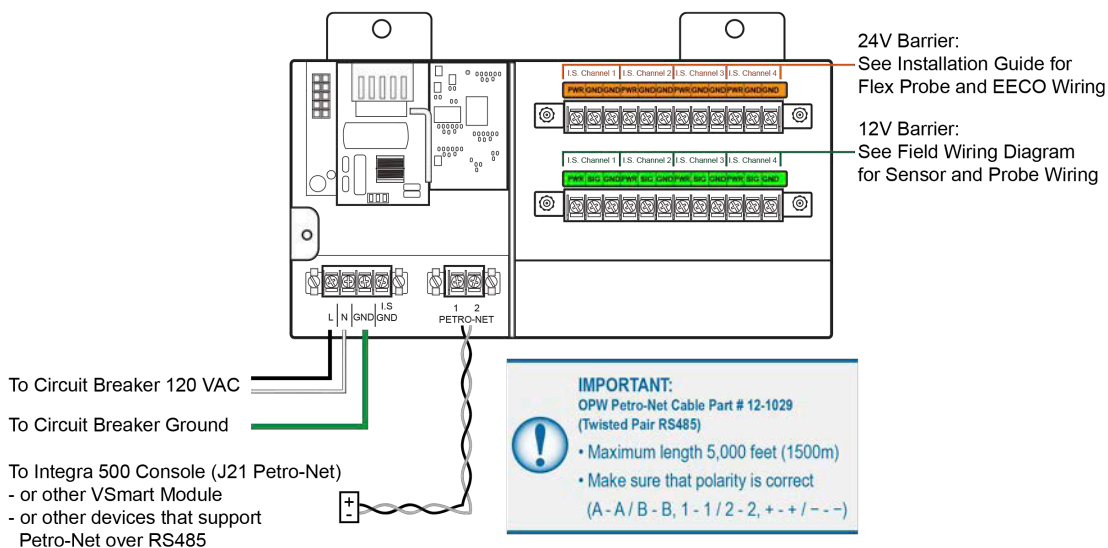 24V Barrier:
See Installation Guide for
Flex Probe and EECO Wiring
I.S. Channel 1 I.S. Channel 2 I.S. Channel 3 I.S. Channel 4
PWR GND GND PWR GND GND PWR GND GND PWR GND GND
12V Barrier:
See Field Wiring Diagram
for Sensor and Probe Wiring
I.S. Channel 1 I.S. Channel 2 I.S. Channel 3 I.S. Channel 4
PWR SIG GND PWR SIG GND PWR SIG GND PWR SIG GND
L N GND I.S
GND
1 2
PETRO-NET
To Circuit Breaker 120 VAC
To Circuit Breaker Ground
To Integra 500 Console (J21 Petro-Net)
- or other VSmart Module
- or other devices that support
Petro-Net over RS485
+
-
!
IMPORTANT:
OPW Petro-Net Cable Part # 12-1029
(Twisted Pair RS485)
• Maximum length 5,000 feet (1500m)
• Make sure that polarity is correct
(A - A / B - B, 1 - 1 / 2 - 2, + - + / − - −)